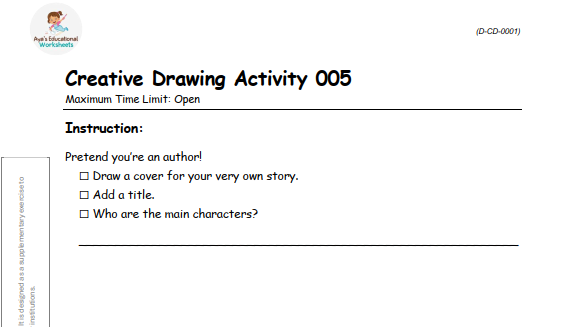 Aya's Educational
Worksheets
(D-CD-0001)
Creative Drawing Activity 005
Maximum Time Limit: Open
Instruction:
Pretend you're an author!
☐ Draw a cover for your very own story.
☐ Add a title.
☐ Who are the main characters?
It is designed as a supplementary exercise to
institutions.